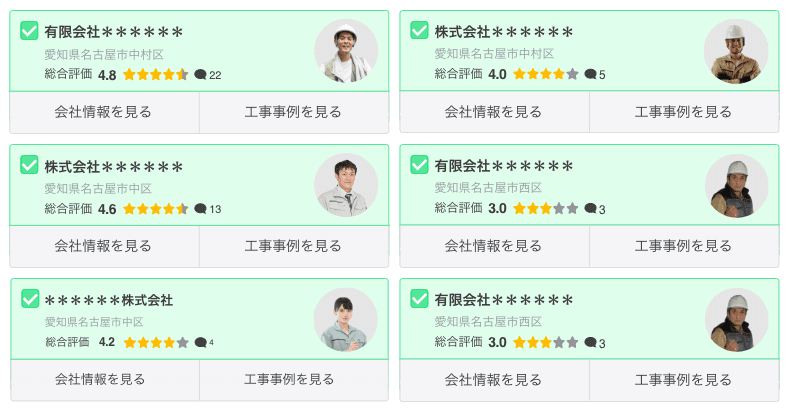 有限会社＊＊＊＊＊＊
愛知県名古屋市中村区
総合評価 4.8 22
会社情報を見る 工事事例を見る
株式会社＊＊＊＊＊＊
愛知県名古屋市中村区
総合評価 4.0 5
会社情報を見る 工事事例を見る
株式会社＊＊＊＊＊＊
愛知県名古屋市中区
総合評価 4.6 13
会社情報を見る 工事事例を見る
有限会社＊＊＊＊＊＊
愛知県名古屋市西区
総合評価 3.0 3
会社情報を見る 工事事例を見る
＊＊＊＊＊＊株式会社
愛知県名古屋市中区
総合評価 4.2 4
会社情報を見る 工事事例を見る
有限会社＊＊＊＊＊＊
愛知県名古屋市西区
総合評価 3.0 3
会社情報を見る 工事事例を見る